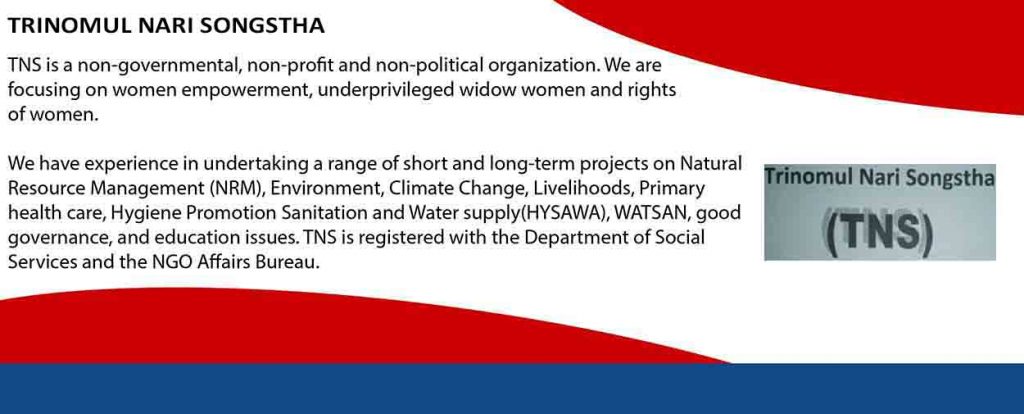 TRINOMUL NARI SONGSTHA
TNS is a non-governmental, non-profit and non-political organization. We are
focusing on women empowerment, underprivileged widow women and rights
of women.
We have experience in undertaking a range of short and long-term projects on Natural
Resource Management (NRM), Environment, Climate Change, Livelihoods, Primary
health care, Hygiene Promotion Sanitation and Water supply(HYSAWA), WATSAN, good
governance, and education issues. TNS is registered with the Department of Social
Services and the NGO Affairs Bureau.
Trinomul Nari Songstha
(TNS)